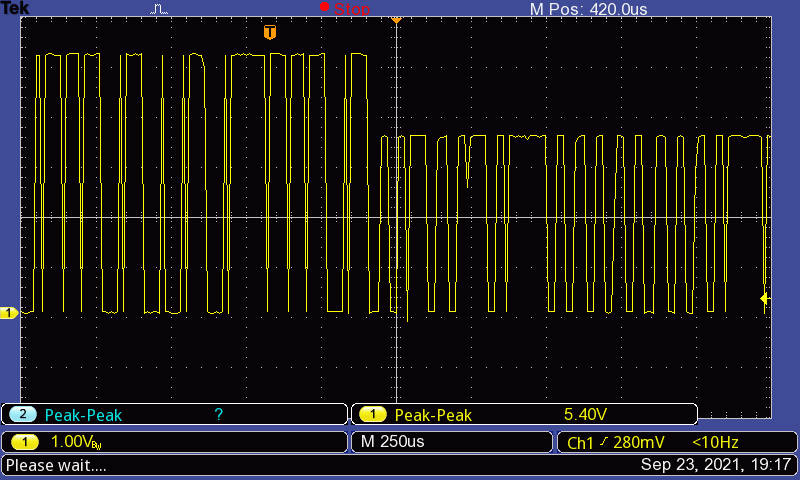 Tek Stop M Pos: 420.0us
T
1
2 Peak-Peak ? 1 Peak-Peak 5.40V
1 1.00VBw M 250us Ch1 280mV <10Hz
Please wait.... Sep 23, 2021, 19:17